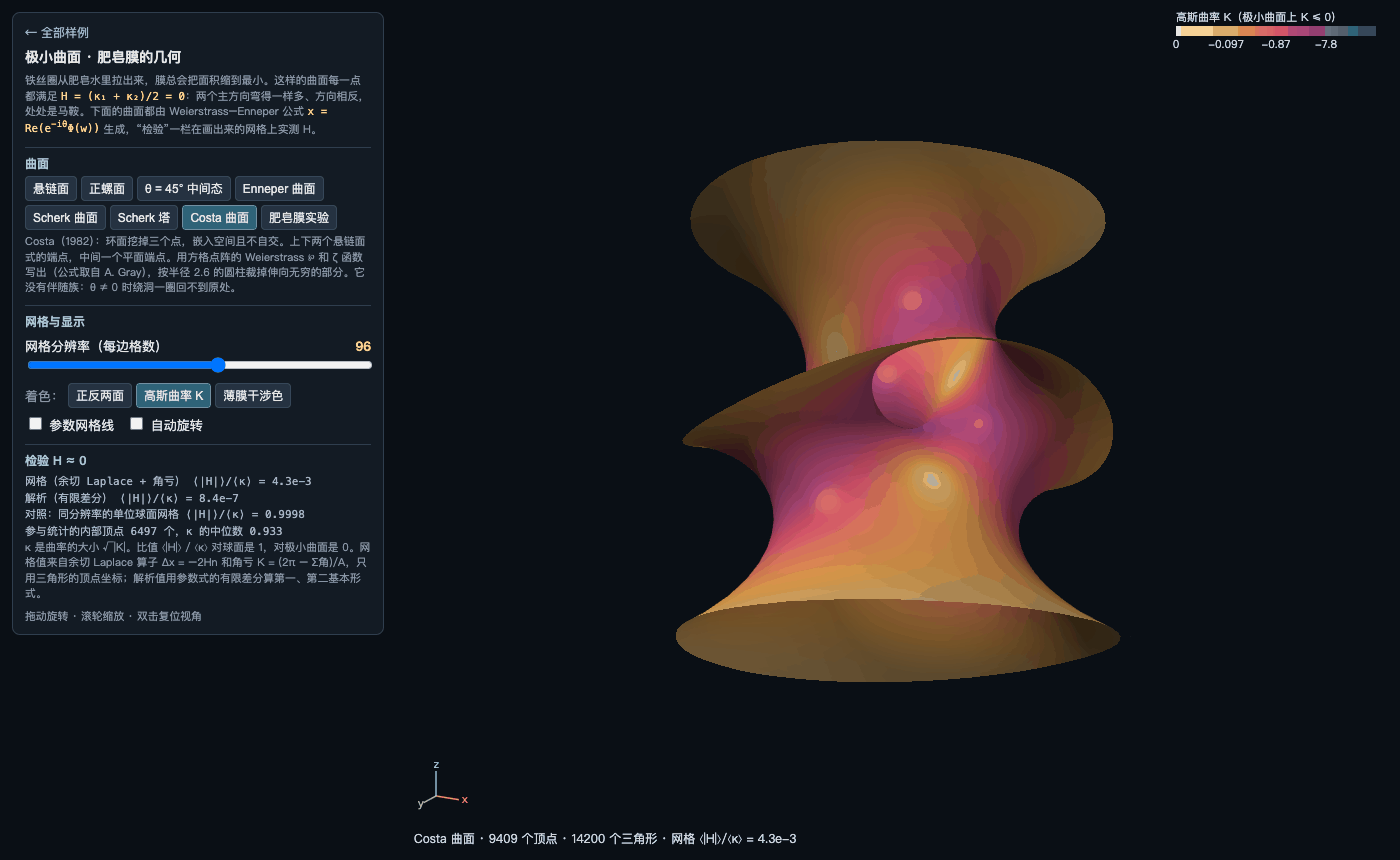 ← 全部样例
极小曲面 · 肥皂膜的几何
铁丝圈从肥皂水里拉出来，膜总会把面积缩到最小。这样的曲面每一点
都满足 H = (κ₁ + κ₂)/2 = 0：两个主方向弯得一样多、方向相反，
处处是马鞍。下面的曲面都由 Weierstrass–Enneper 公式 x =
Re(e⁻ⁱᶿΦ(w)) 生成，“检验”一栏在画出来的网格上实测 H。
曲面
悬链面 正螺面 θ = 45° 中间态 Enneper 曲面
Scherk 曲面 Scherk 塔 Costa 曲面 肥皂膜实验
Costa（1982）：环面挖掉三个点，嵌入空间且不自交。上下两个悬链面
式的端点，中间一个平面端点。用方格点阵的 Weierstrass ℘ 和 ζ 函数
写出（公式取自 A. Gray），按半径 2.6 的圆柱裁掉伸向无穷的部分。它
没有伴随族：θ ≠ 0 时绕洞一圈回不到原处。
网格与显示
网格分辨率（每边格数） 96
着色： 正反两面 高斯曲率 K 薄膜干涉色
参数网格线 自动旋转
检验 H ≈ 0
网格（余切 Laplace + 角亏） ⟨|H|⟩/⟨κ⟩ = 4.3e−3
解析（有限差分） ⟨|H|⟩/⟨κ⟩ = 8.4e−7
对照：同分辨率的单位球面网格 ⟨|H|⟩/⟨κ⟩ = 0.9998
参与统计的内部顶点 6497 个，κ 的中位数 0.933
κ 是曲率的大小 √|K|。比值 ⟨|H|⟩ / ⟨κ⟩ 对球面是 1，对极小曲面是 0。网
格值来自余切 Laplace 算子 Δx = −2Hn 和角亏 K = (2π − Σ角)/A，只
用三角形的顶点坐标；解析值用参数式的有限差分算第一、第二基本形
式。
拖动旋转 · 滚轮缩放 · 双击复位视角
高斯曲率 K（极小曲面上 K ⩽ 0）
0 −0.097 −0.87 −7.8
z
y x
Costa 曲面 · 9409 个顶点 · 14200 个三角形 · 网格 ⟨|H|⟩/⟨κ⟩ = 4.3e−3